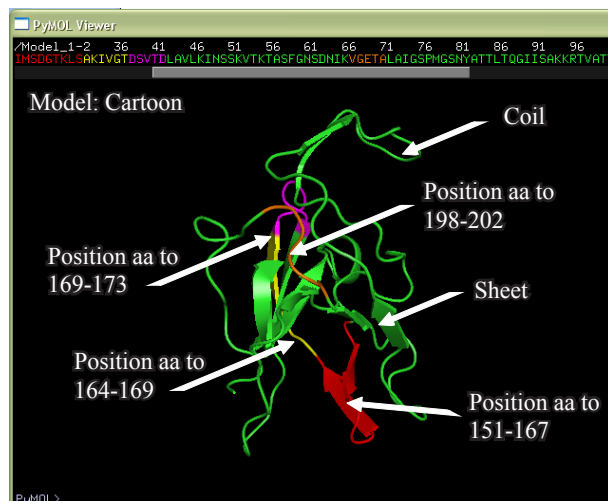 PyMOL Viewer
/Model_1-2 36 41 46 51 56 61 66 71 76 81 86 91 96
IMSDGTKLSAKIVGTDSVTDLAVLKINSSKVTKTASFGNSDNIKVGETALAIGSPMGSNYATTLTQGIISAKKRTVAT
Model: Cartoon
Coil
Position aa to
198-202
Position aa to
169-173
Sheet
Position aa to
164-169
Position aa to
151-167
PyMOL>